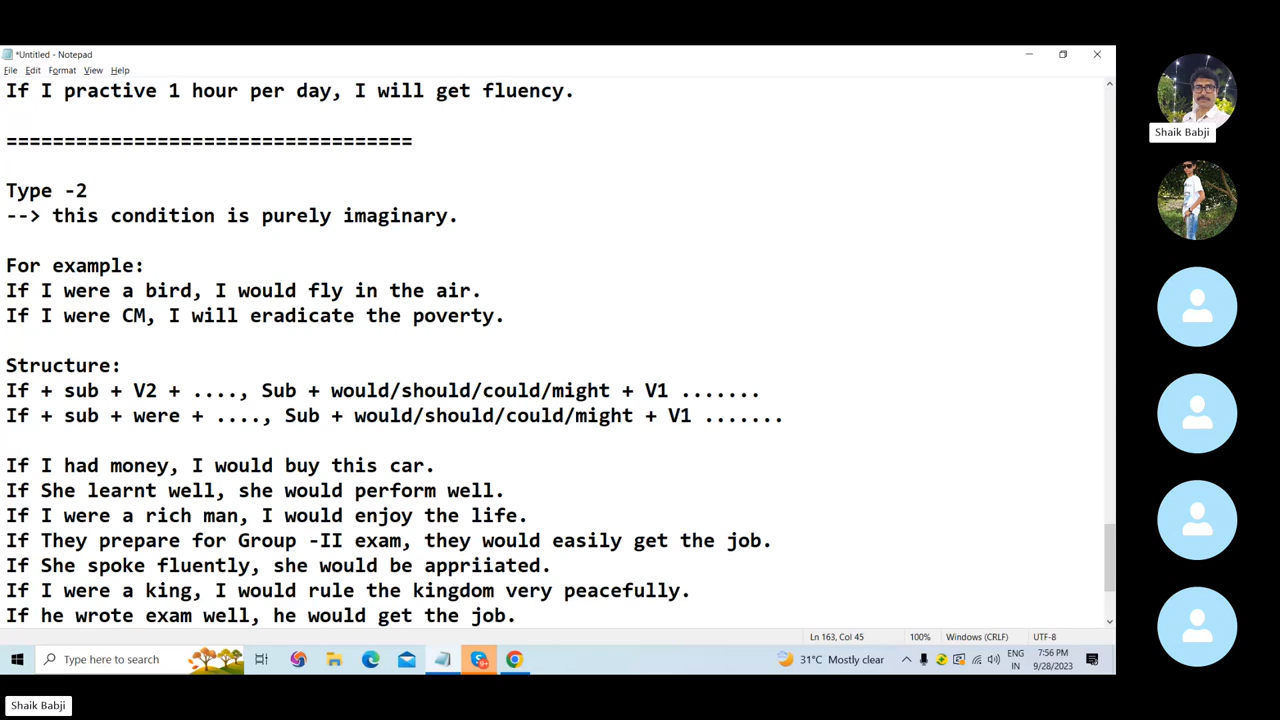 *Untitled - Notepad
File Edit Format View Help
If I practive 1 hour per day, I will get fluency.
===================================
Type -2
--> this condition is purely imaginary.
For example:
If I were a bird, I would fly in the air.
If I were CM, I will eradicate the poverty.
Structure:
If + sub + V2 + ...., Sub + would/should/could/might + V1 .......
If + sub + were + ...., Sub + would/should/could/might + V1 .......
If I had money, I would buy this car.
If She learnt well, she would perform well.
If I were a rich man, I would enjoy the life.
If They prepare for Group -II exam, they would easily get the job.
If She spoke fluently, she would be appriiated.
If I were a king, I would rule the kingdom very peacefully.
If he wrote exam well, he would get the job.
Ln 163, Col 45 100% Windows (CRLF) UTF-8
Type here to search
31°C Mostly clear
ENG
IN
7:56 PM
9/28/2023
Shaik Babji
Shaik Babji